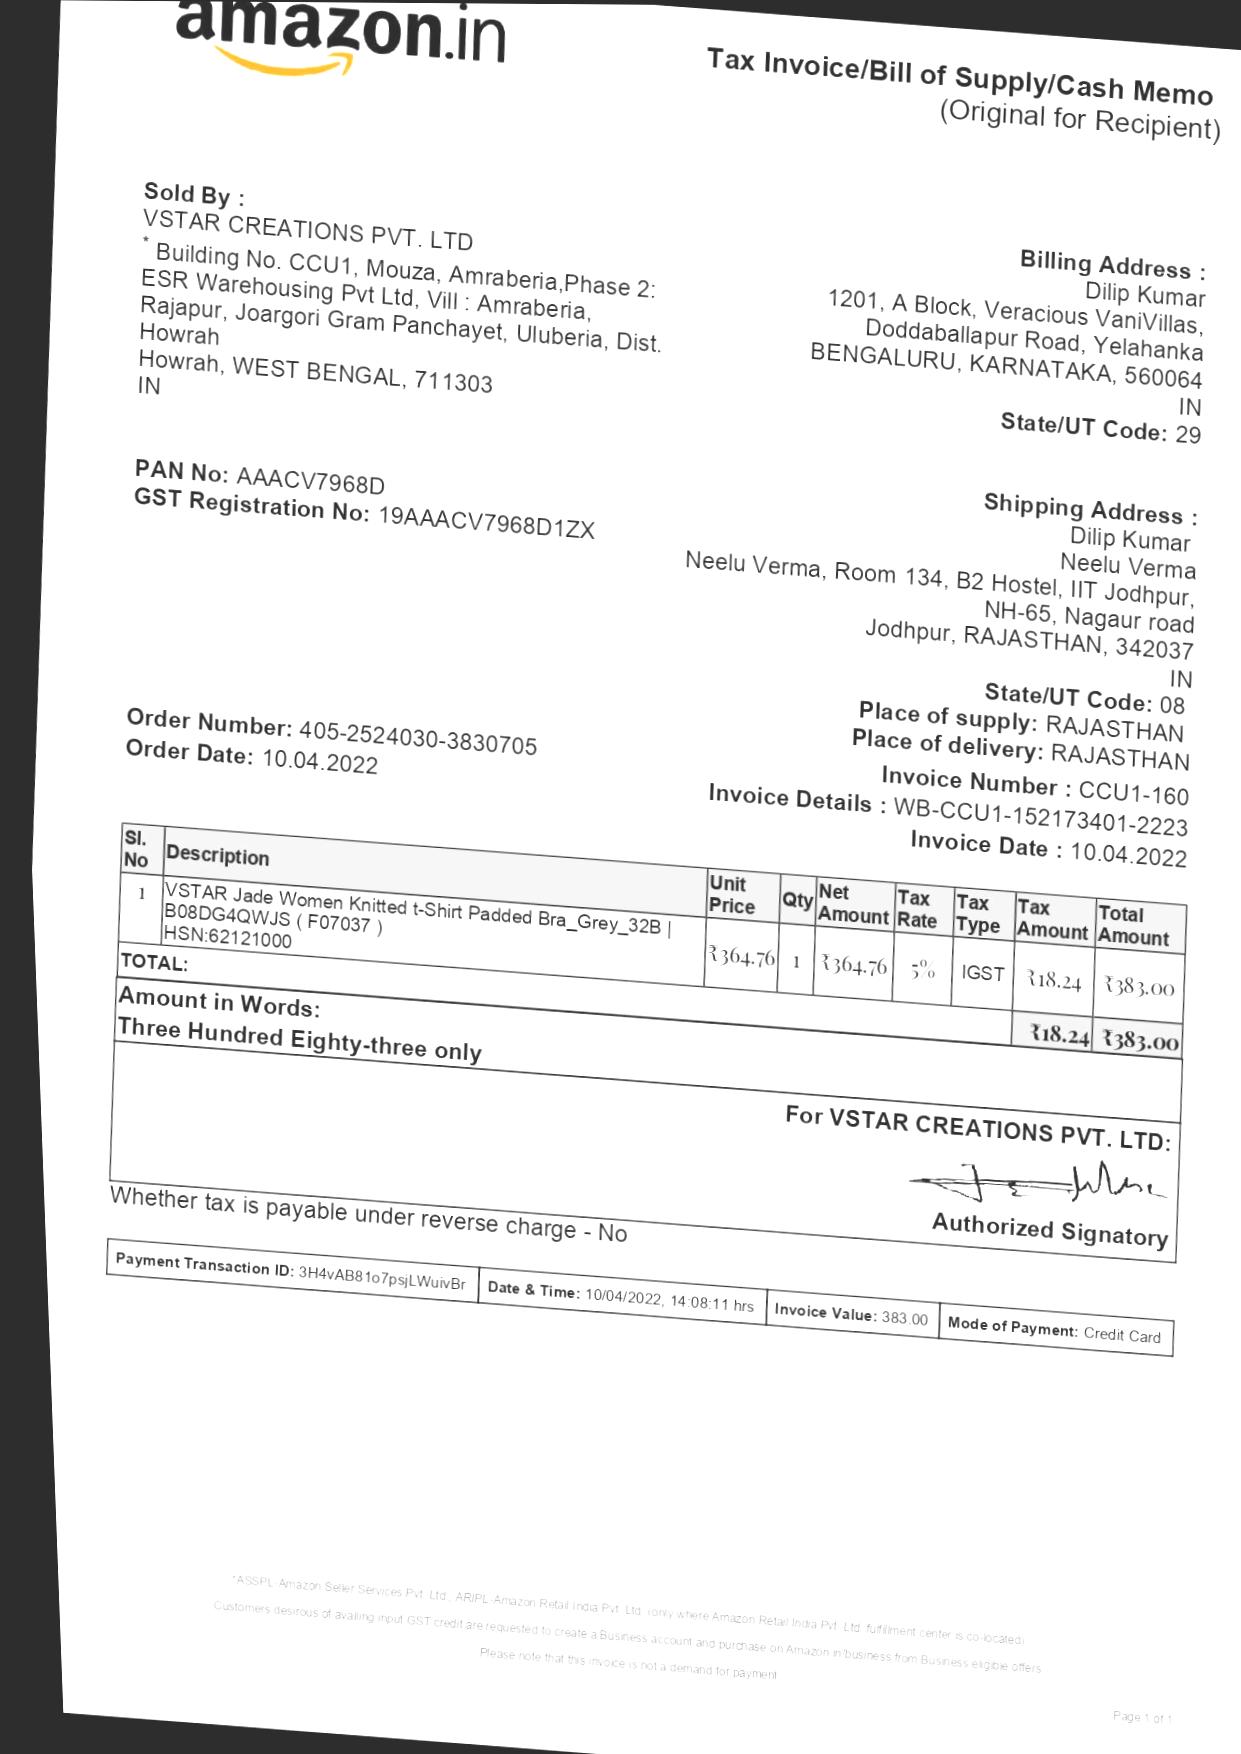 amazon.in
Tax Invoice/Bill of Supply/Cash Memo
(Original for Recipient)
Sold By :
VSTAR CREATIONS PVT. LTD
* Building No. CCU1, Mouza, Amraberia,Phase 2:
ESR Warehousing Pvt Ltd, Vill : Amraberia,
Rajapur, Joargori Gram Panchayet, Uluberia, Dist.
Howrah
Howrah, WEST BENGAL, 711303
IN
Billing Address :
Dilip Kumar
1201, A Block, Veracious VaniVillas,
Doddaballapur Road, Yelahanka
BENGALURU, KARNATAKA, 560064
IN
State/UT Code: 29
PAN No: AAACV7968D
GST Registration No: 19AAACV7968D1ZX
Shipping Address :
Dilip Kumar
Neelu Verma
Neelu Verma, Room 134, B2 Hostel, IIT Jodhpur,
NH-65, Nagaur road
Jodhpur, RAJASTHAN, 342037
IN
State/UT Code: 08
Place of supply: RAJASTHAN
Place of delivery: RAJASTHAN
Order Number: 405-2524030-3830705
Order Date: 10.04.2022
Invoice Number : CCU1-160
Invoice Details : WB-CCU1-152173401-2223
Invoice Date : 10.04.2022
Sl. No Description Unit Price Qty Net Amount Tax Rate Tax Type Tax Amount Total Amount
1 VSTAR Jade Women Knitted t-Shirt Padded Bra_Grey_32B |
B08DG4QWJS ( F07037 )
HSN:62121000
₹364.76 1 ₹364.76 5% IGST ₹18.24 ₹383.00
TOTAL: ₹18.24 ₹383.00
Amount in Words:
Three Hundred Eighty-three only
For VSTAR CREATIONS PVT. LTD:
Authorized Signatory
Whether tax is payable under reverse charge - No
Payment Transaction ID: 3H4vAB81o7psjLWuivBr Date & Time: 10/04/2022, 14:08:11 hrs Invoice Value: 383.00 Mode of Payment: Credit Card
*ASSPL-Amazon Seller Services Pvt. Ltd., ARIPL-Amazon Retail India Pvt. Ltd. (only where Amazon Retail India Pvt. Ltd. fulfillment center is co-located)
Customers desirous of availing input GST credit are requested to create a Business account and purchase on Amazon.in/business from Business eligible offers
Please note that this invoice is not a demand for payment
Page 1 of 1